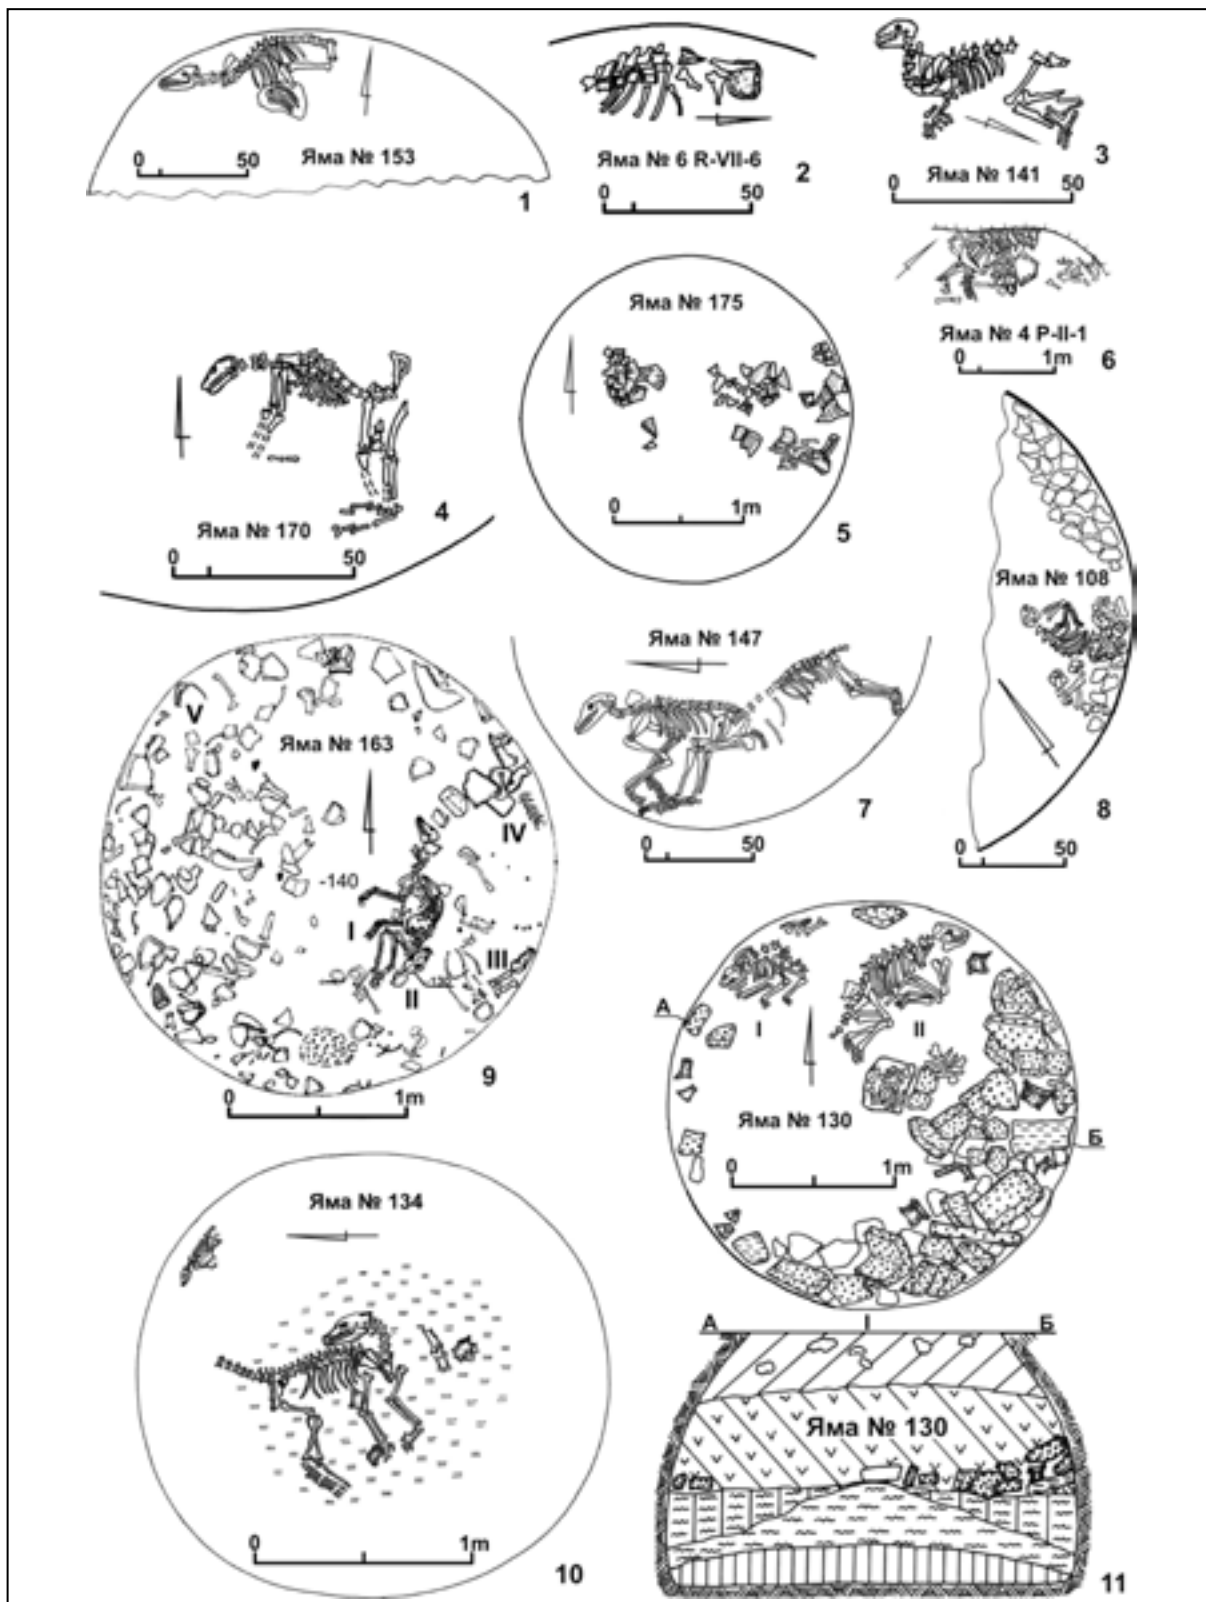 Яма № 153
0 50
1
Яма № 6 R-VII-6
0 50
2
Яма № 141
0 50
3
Яма № 170
0 50
4
Яма № 175
0 1m
5
Яма № 4 P-II-1
0 1m
6
Яма № 147
0 50
7
Яма № 108
0 50
8
V
Яма № 163
IV
-140
I
III
II
0 1m
9
А
I
II
Яма № 130
Б
0 1m
Яма № 134
0 1m
10
А I Б
Яма № 130
11